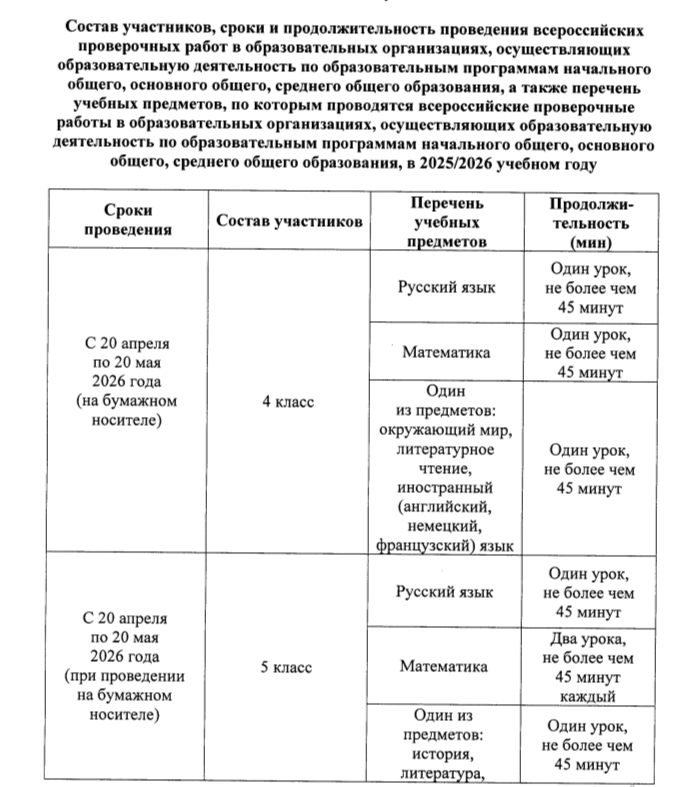 Состав участников, сроки и продолжительность проведения всероссийских
проверочных работ в образовательных организациях, осуществляющих
образовательную деятельность по образовательным программам начального
общего, основного общего, среднего общего образования, а также перечень
учебных предметов, по которым проводятся всероссийские проверочные
работы в образовательных организациях, осуществляющих образовательную
деятельность по образовательным программам начального общего, основного
общего, среднего общего образования, в 2025/2026 учебном году
Сроки
проведения
Состав участников
Перечень
учебных
предметов
Продолжи-
тельность
(мин)
С 20 апреля
по 20 мая
2026 года
(на бумажном
носителе)
4 класс
Русский язык
Один урок,
не более чем
45 минут
Математика
Один урок,
не более чем
45 минут
Один
из предметов:
окружающий мир,
литературное
чтение,
иностранный
(английский,
немецкий,
французский) язык
Один урок,
не более чем
45 минут
С 20 апреля
по 20 мая
2026 года
(при проведении
на бумажном
носителе)
5 класс
Русский язык
Один урок,
не более чем
45 минут
Математика
Два урока,
не более чем
45 минут
каждый
Один из
предметов:
история,
литература,
Один урок,
не более чем
45 минут